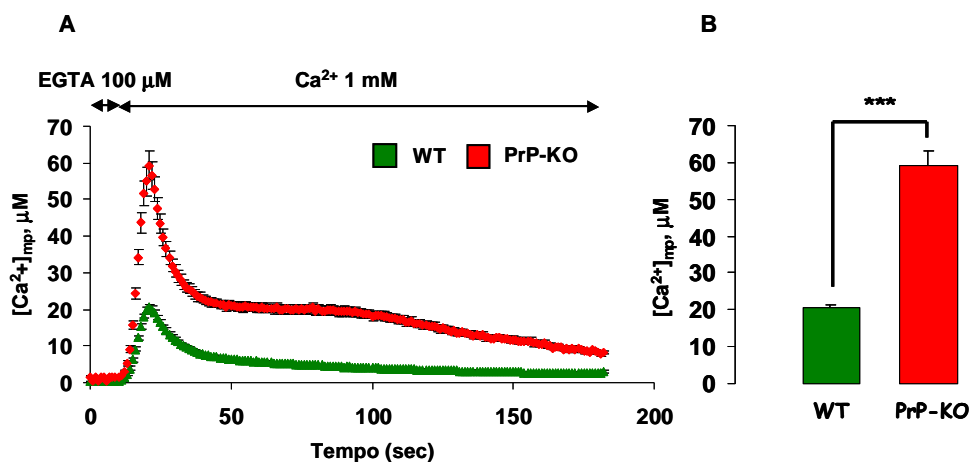 A
EGTA 100 µM
Ca²⁺ 1 mM
[Ca²⁺]mp, µM
70
60
50
40
30
20
10
0
WT
PrP-KO
0
50
100
150
200
Tempo (sec)
B
***
[Ca²⁺]mp, µM
70
60
50
40
30
20
10
0
WT
PrP-KO